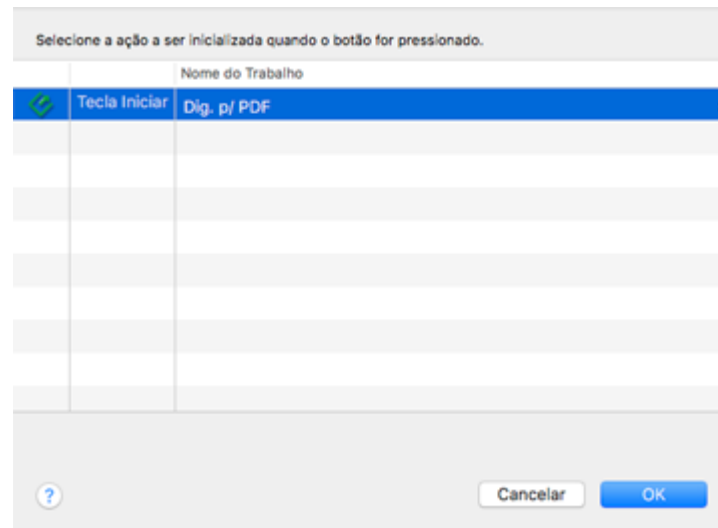 Selecione a ação a ser inicializada quando o botão for pressionado.
Nome do Trabalho
Tecla Iniciar Dig. p/ PDF
?
Cancelar OK